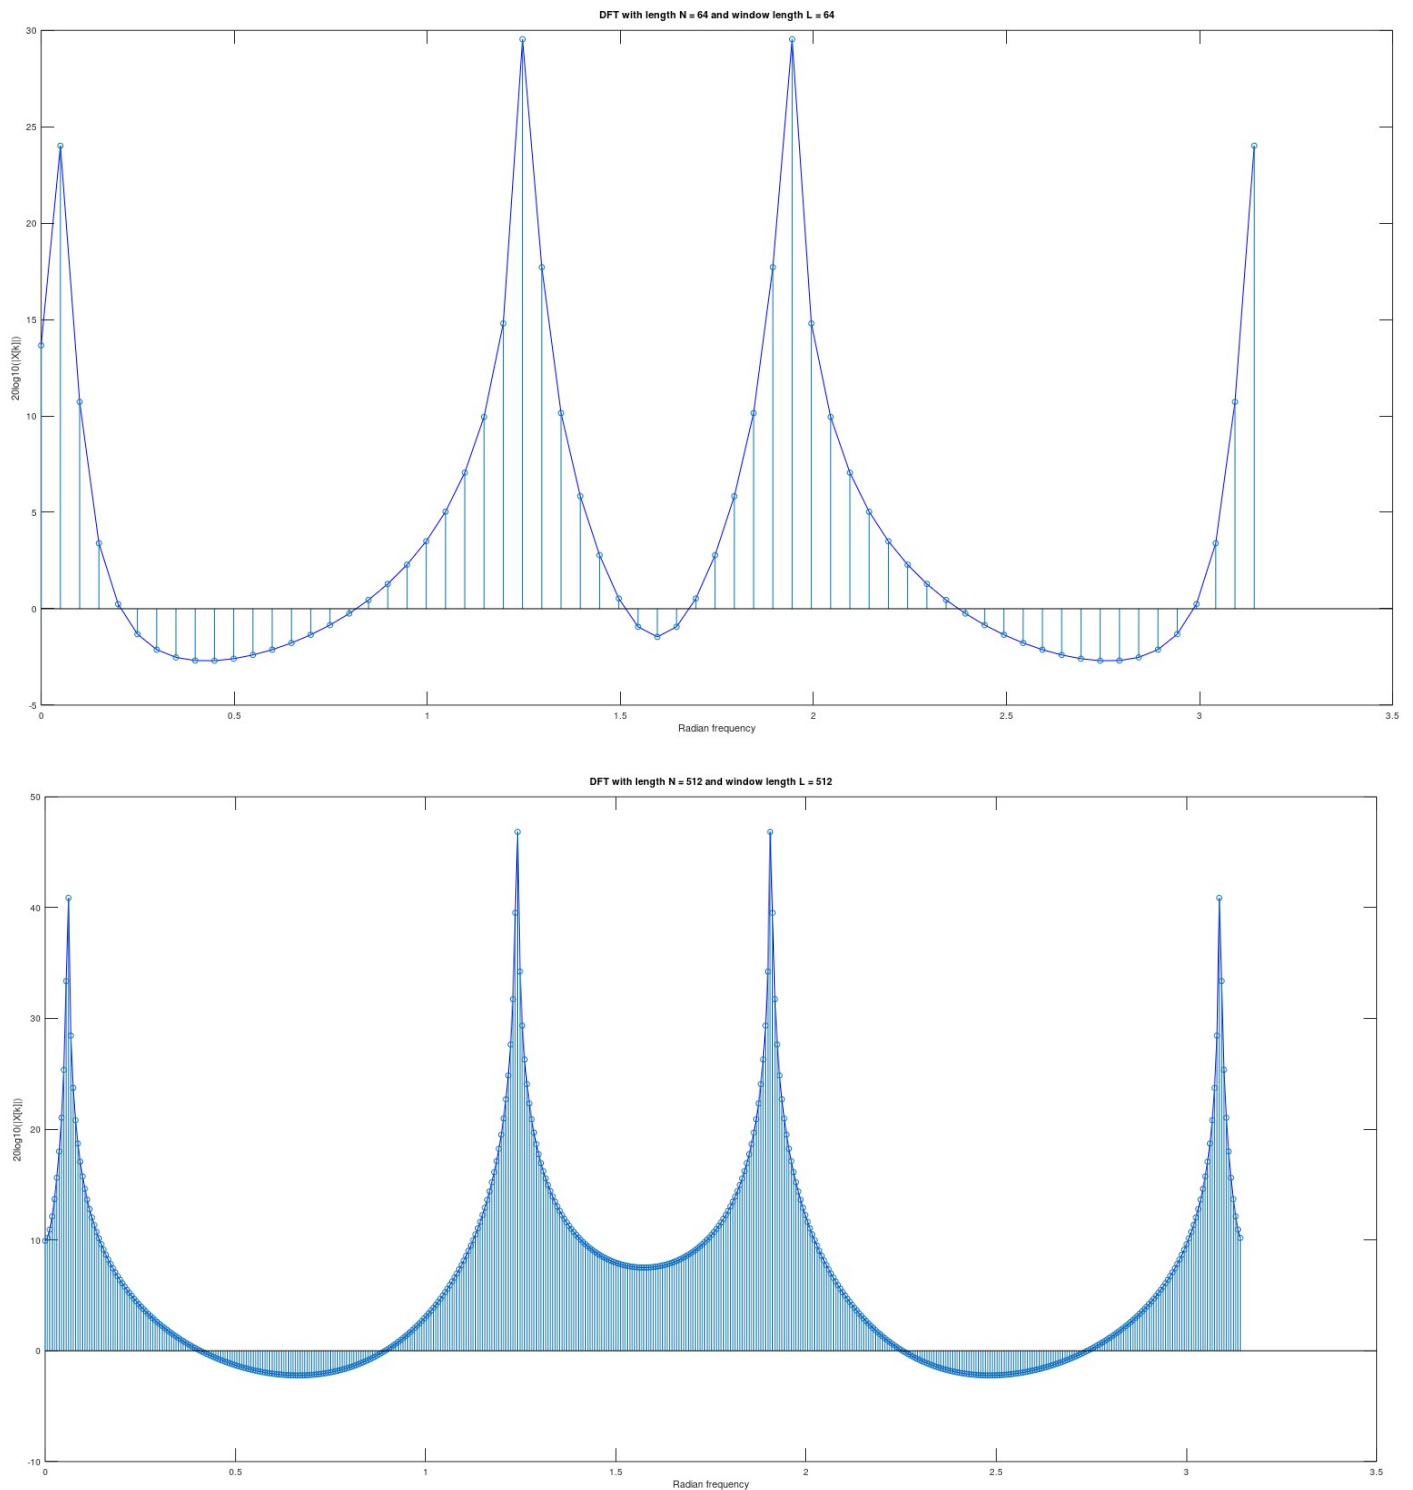 DFT with length N = 64 and window length L = 64
30
25
20
15
10
5
0
-5
20log10(|X[k]|)
0 0.5 1 1.5 2 2.5 3 3.5
Radian frequency
DFT with length N = 512 and window length L = 512
50
40
30
20
10
0
-10
20log10(|X[k]|)
0 0.5 1 1.5 2 2.5 3 3.5
Radian frequency